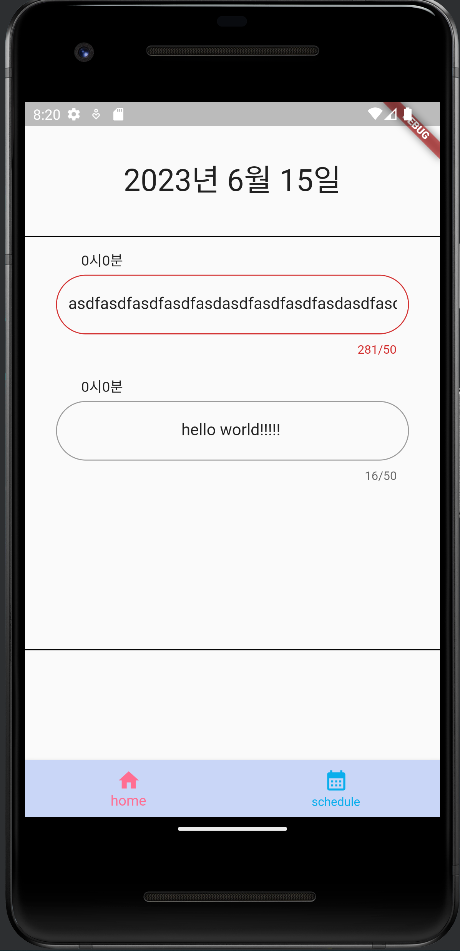 8:20
DEBUG
2023년 6월 15일
0시0분
asdfasdfasdfasdfasdasdfasdfasdfasdasdfasc
281/50
0시0분
hello world!!!!!
16/50
home
schedule